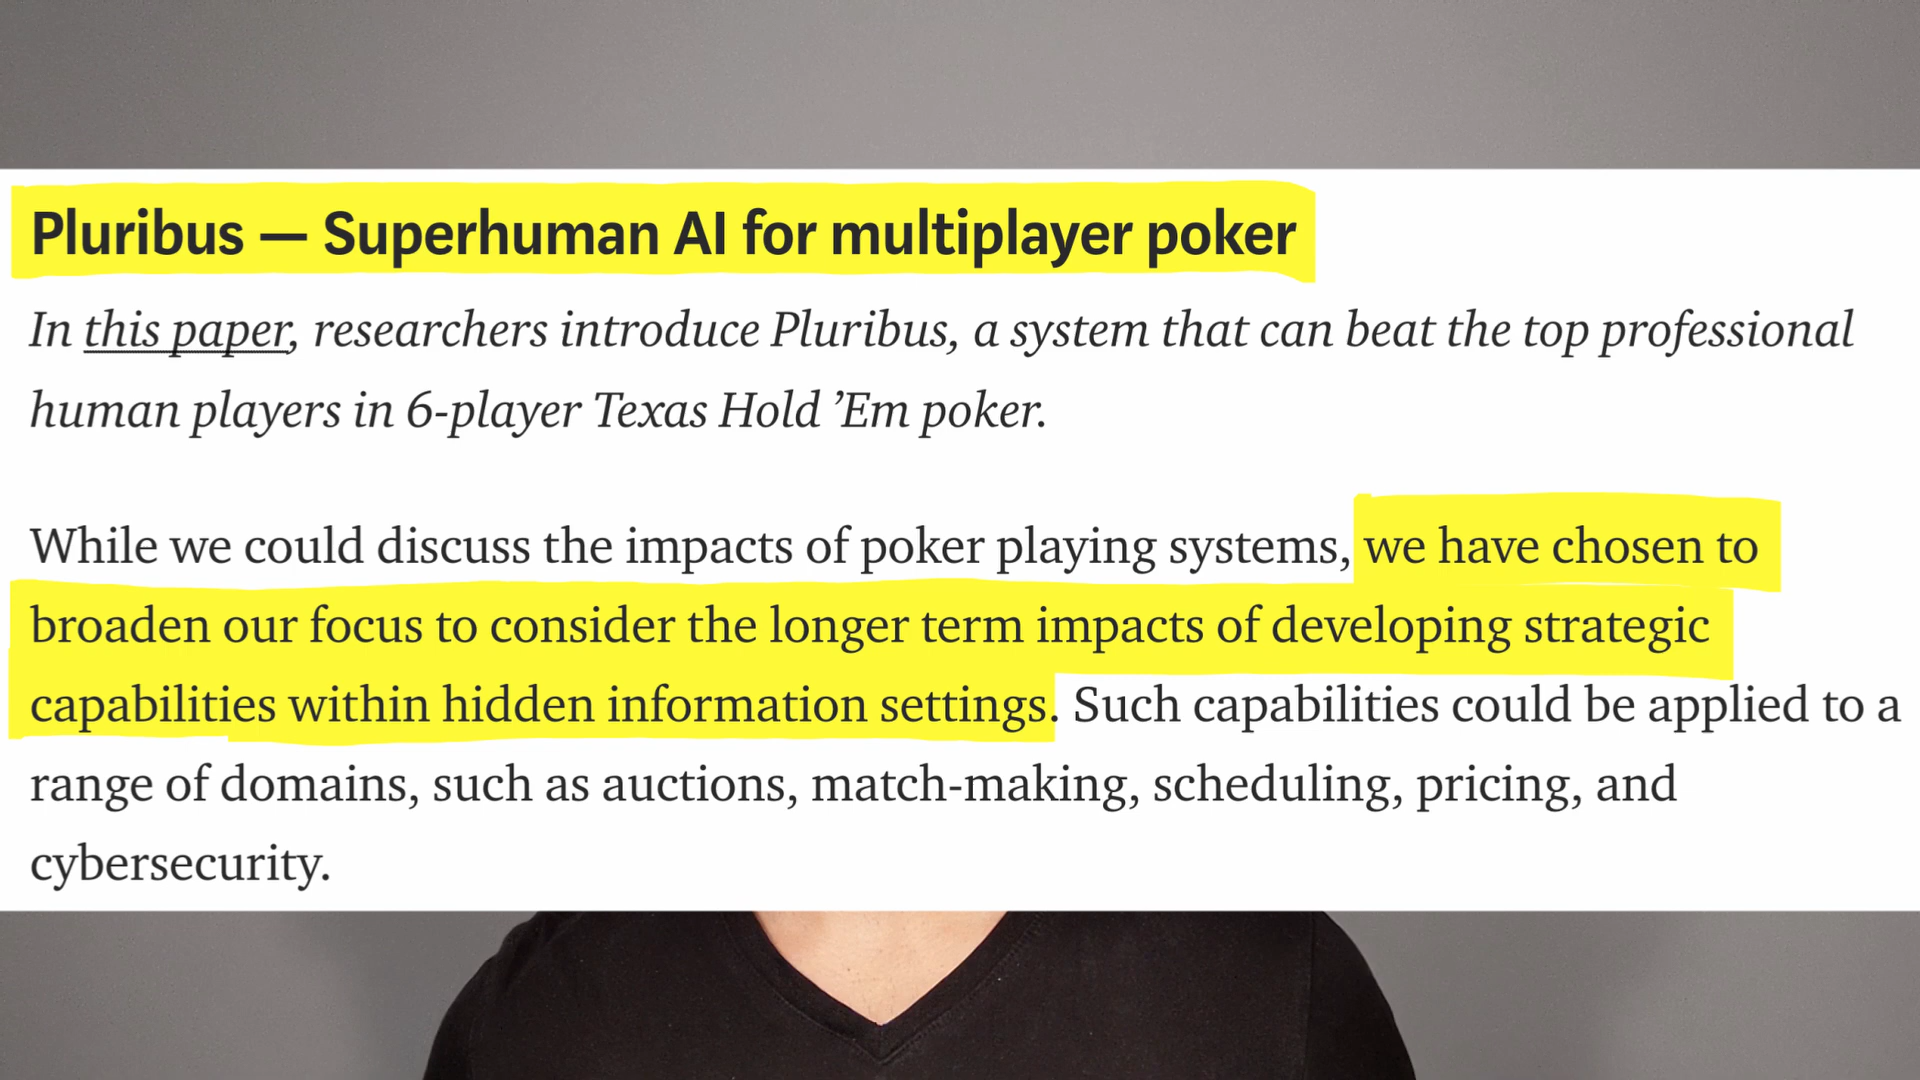 Pluribus — Superhuman AI for multiplayer poker
In this paper, researchers introduce Pluribus, a system that can beat the top professional
human players in 6-player Texas Hold ’Em poker.
While we could discuss the impacts of poker playing systems, we have chosen to
broaden our focus to consider the longer term impacts of developing strategic
capabilities within hidden information settings. Such capabilities could be applied to a
range of domains, such as auctions, match-making, scheduling, pricing, and
cybersecurity.